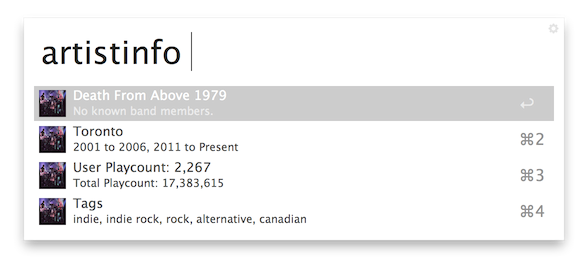 artistinfo
Death From Above 1979
No known band members.
Toronto
2001 to 2006, 2011 to Present
⌘2
User Playcount: 2,267
Total Playcount: 17,383,615
⌘3
Tags
indie, indie rock, rock, alternative, canadian
⌘4